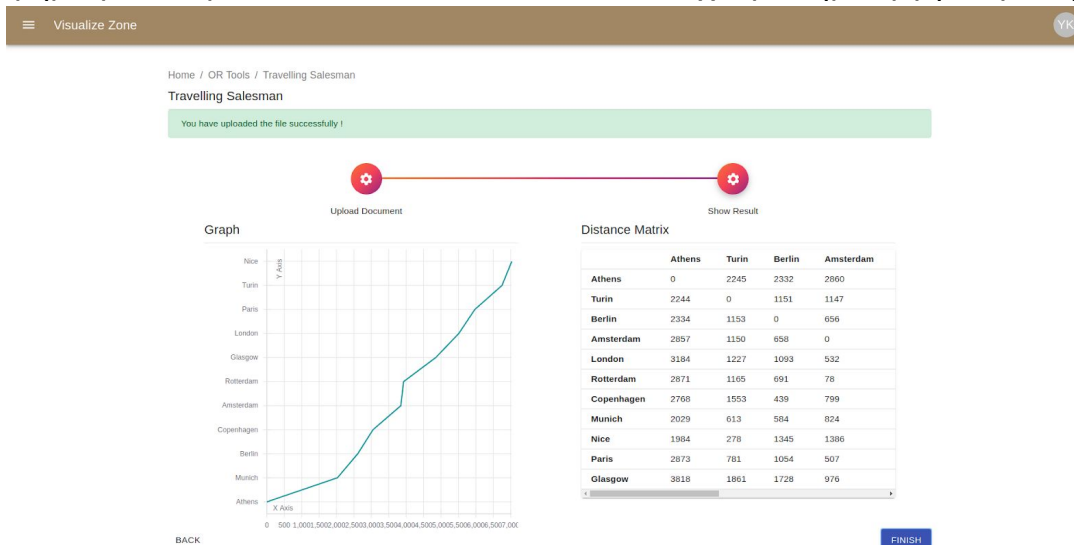 Visualize Zone
YK
Home / OR Tools / Travelling Salesman
Travelling Salesman
You have uploaded the file successfully !
Upload Document
Show Result
Graph
Nice
Turin
Paris
London
Glasgow
Rotterdam
Amsterdam
Copenhagen
Berlin
Munich
Athens
Y Axis
X Axis
0 500 1,0001,5002,0002,5003,0003,5004,0004,5005,0005,5006,0006,5007,00
Distance Matrix
Athens Turin Berlin Amsterdam
Athens 0 2245 2332 2860
Turin 2244 0 1151 1147
Berlin 2334 1153 0 656
Amsterdam 2857 1150 658 0
London 3184 1227 1093 532
Rotterdam 2871 1165 691 78
Copenhagen 2768 1553 439 799
Munich 2029 613 584 824
Nice 1984 278 1345 1386
Paris 2873 781 1054 507
Glasgow 3818 1861 1728 976
BACK
FINISH